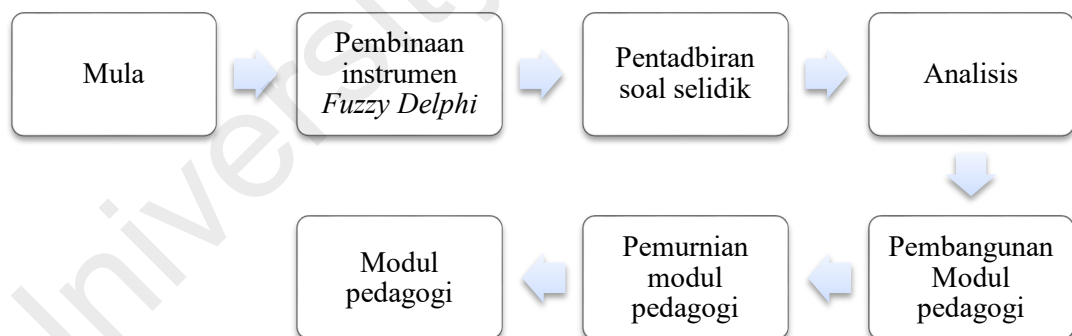 Mula
Pembinaan
instrumen
Fuzzy Delphi
Pentadbiran
soal selidik
Analisis
Pembangunan
Modul
pedagogi
Pemurnian
modul
pedagogi
Modul
pedagogi